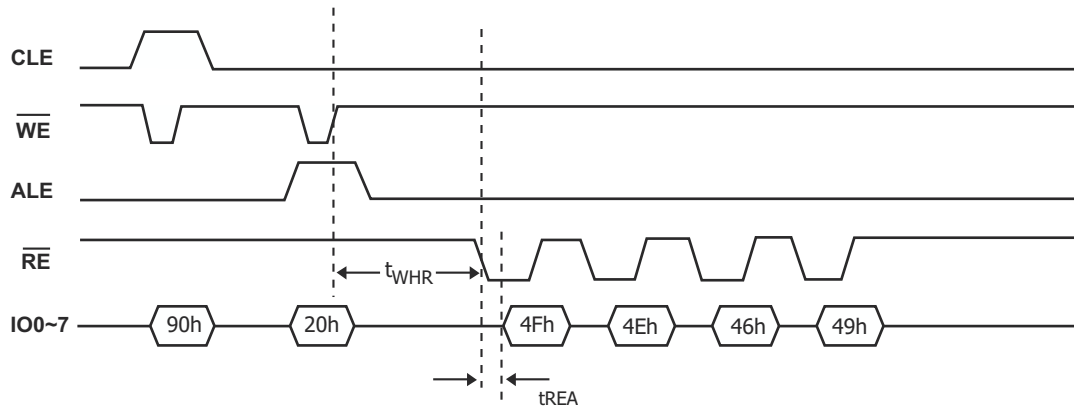 CLE
WE
ALE
RE
tWHR
IO0~7 90h 20h 4Fh 4Eh 46h 49h
tREA